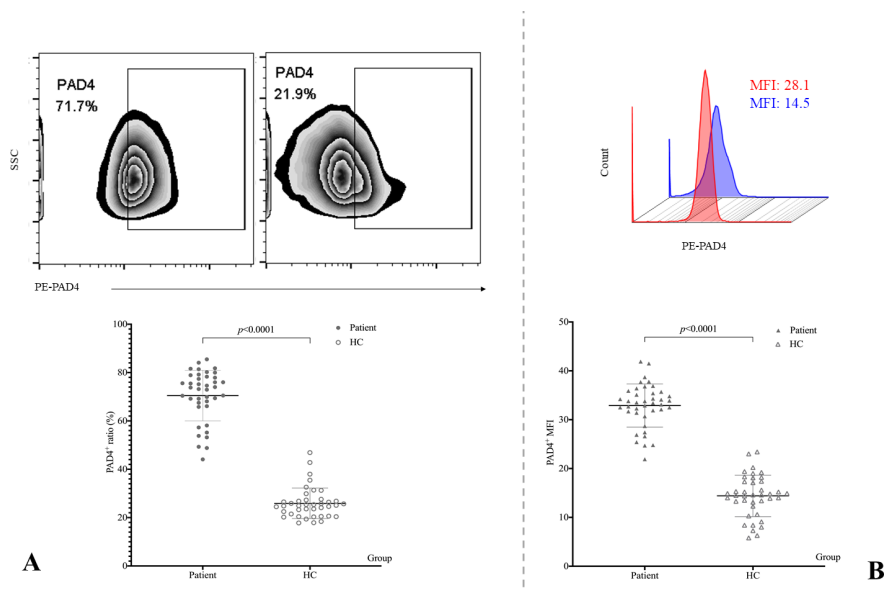 PAD4
71.7%
PAD4
21.9%
SSC
PE-PAD4
MFI: 28.1
MFI: 14.5
Count
PE-PAD4
100
80
60
40
20
0
PAD4+ ratio (%)
p<0.0001
Patient
HC
Group
Patient
HC
A
50
40
30
20
10
0
PAD4+ MFI
p<0.0001
Patient
HC
Group
Patient
HC
B